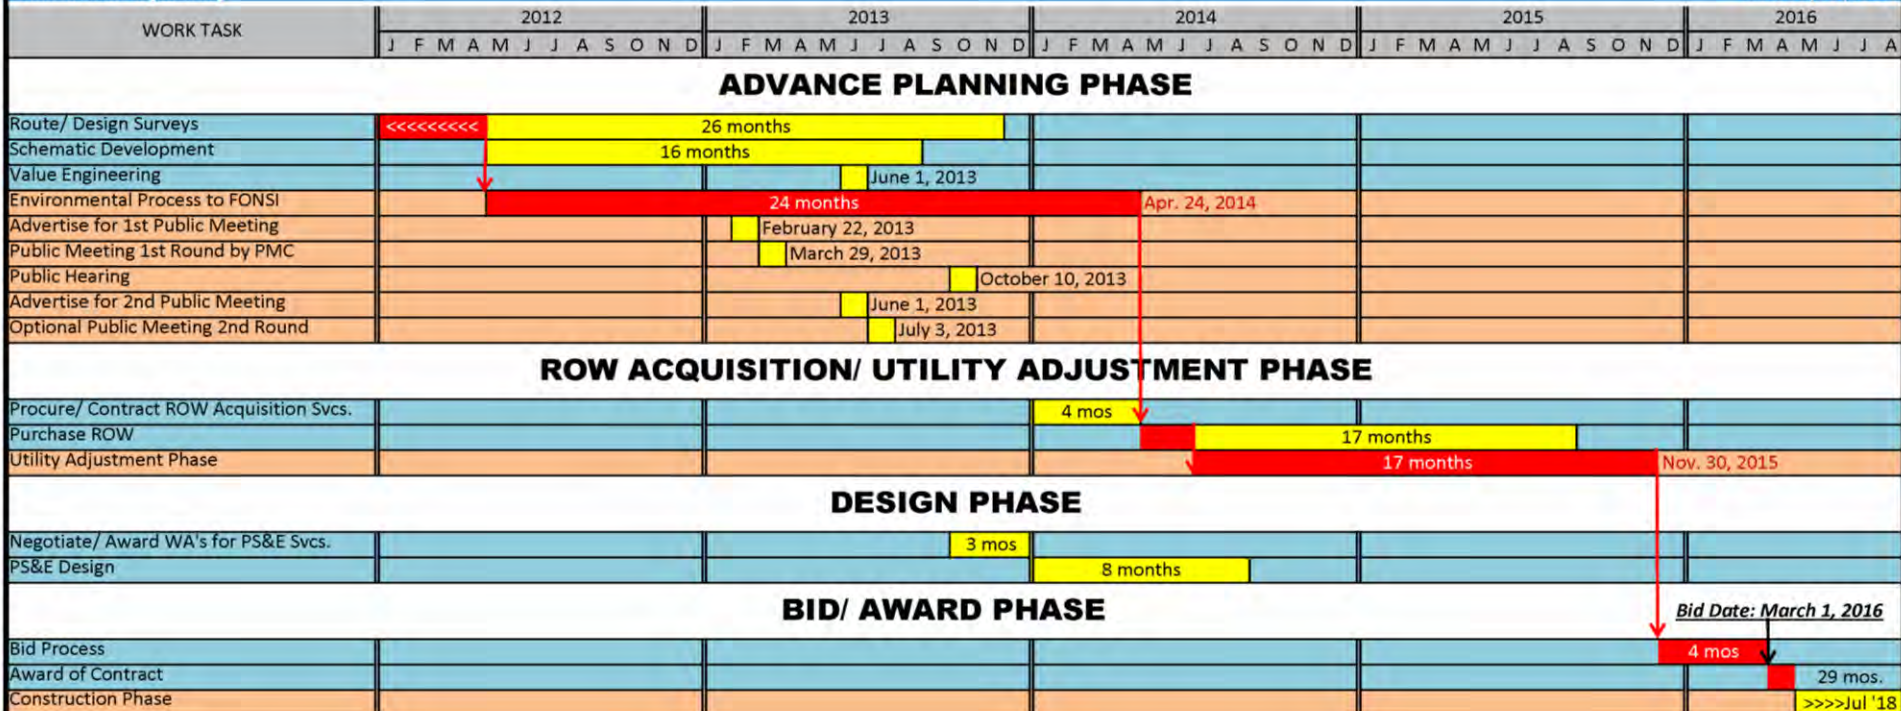 WORK TASK
2012 2013 2014 2015 2016
J F M A M J J A S O N D J F M A M J J A S O N D J F M A M J J A S O N D J F M A M J J A S O N D J F M A M J J A
ADVANCE PLANNING PHASE
Route/ Design Surveys <<<<<<<<< 26 months
Schematic Development 16 months
Value Engineering June 1, 2013
Environmental Process to FONSI 24 months Apr. 24, 2014
Advertise for 1st Public Meeting February 22, 2013
Public Meeting 1st Round by PMC March 29, 2013
Public Hearing October 10, 2013
Advertise for 2nd Public Meeting June 1, 2013
Optional Public Meeting 2nd Round July 3, 2013
ROW ACQUISITION/ UTILITY ADJUSTMENT PHASE
Procure/ Contract ROW Acquisition Svcs. 4 mos
Purchase ROW 17 months
Utility Adjustment Phase 17 months Nov. 30, 2015
DESIGN PHASE
Negotiate/ Award WA's for PS&E Svcs. 3 mos
PS&E Design 8 months
BID/ AWARD PHASE Bid Date: March 1, 2016
Bid Process 4 mos
Award of Contract 29 mos.
Construction Phase >>>>Jul '18